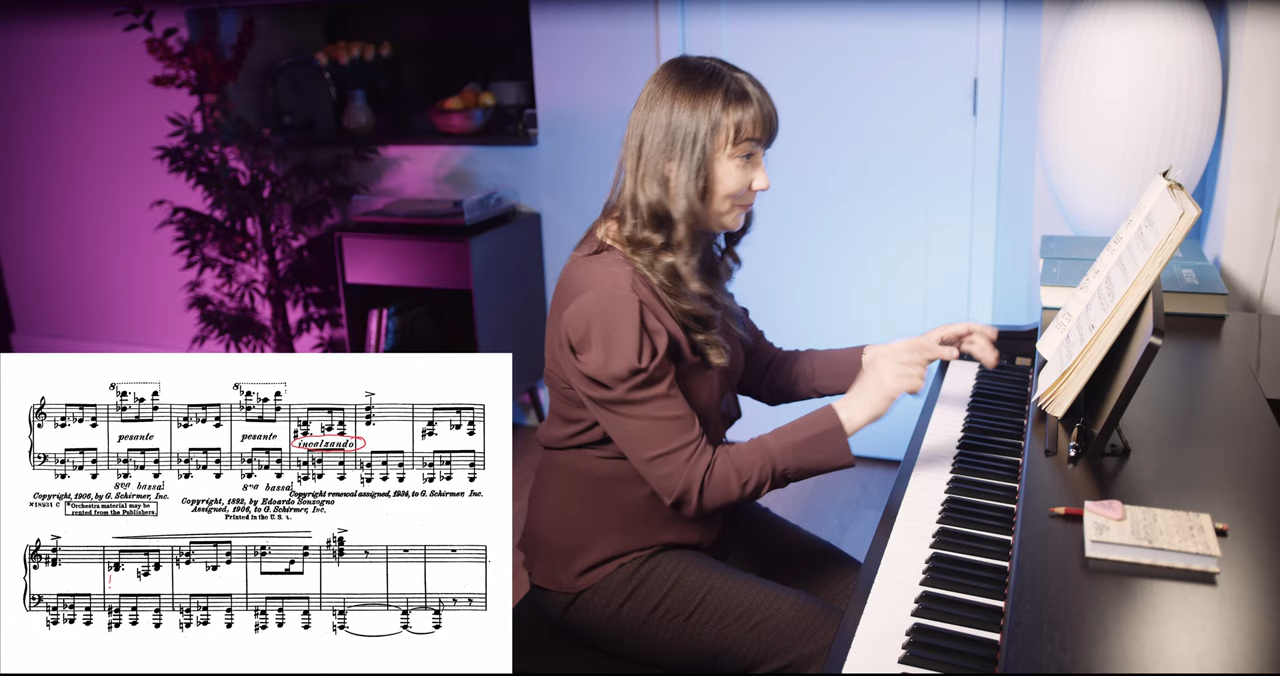 8
8
pesante
pesante
incalzando
8va bassa
8va bassa
Copyright, 1906, by G. Schirmer, Inc.
Copyright renewal assigned, 1934, to G. Schirmer, Inc.
Copyright, 1892, by Edoardo Sonzogno
Assigned, 1906, to G. Schirmer, Inc.
Printed in the U. S. A.
*Orchestra material may be
rented from the Publishers.